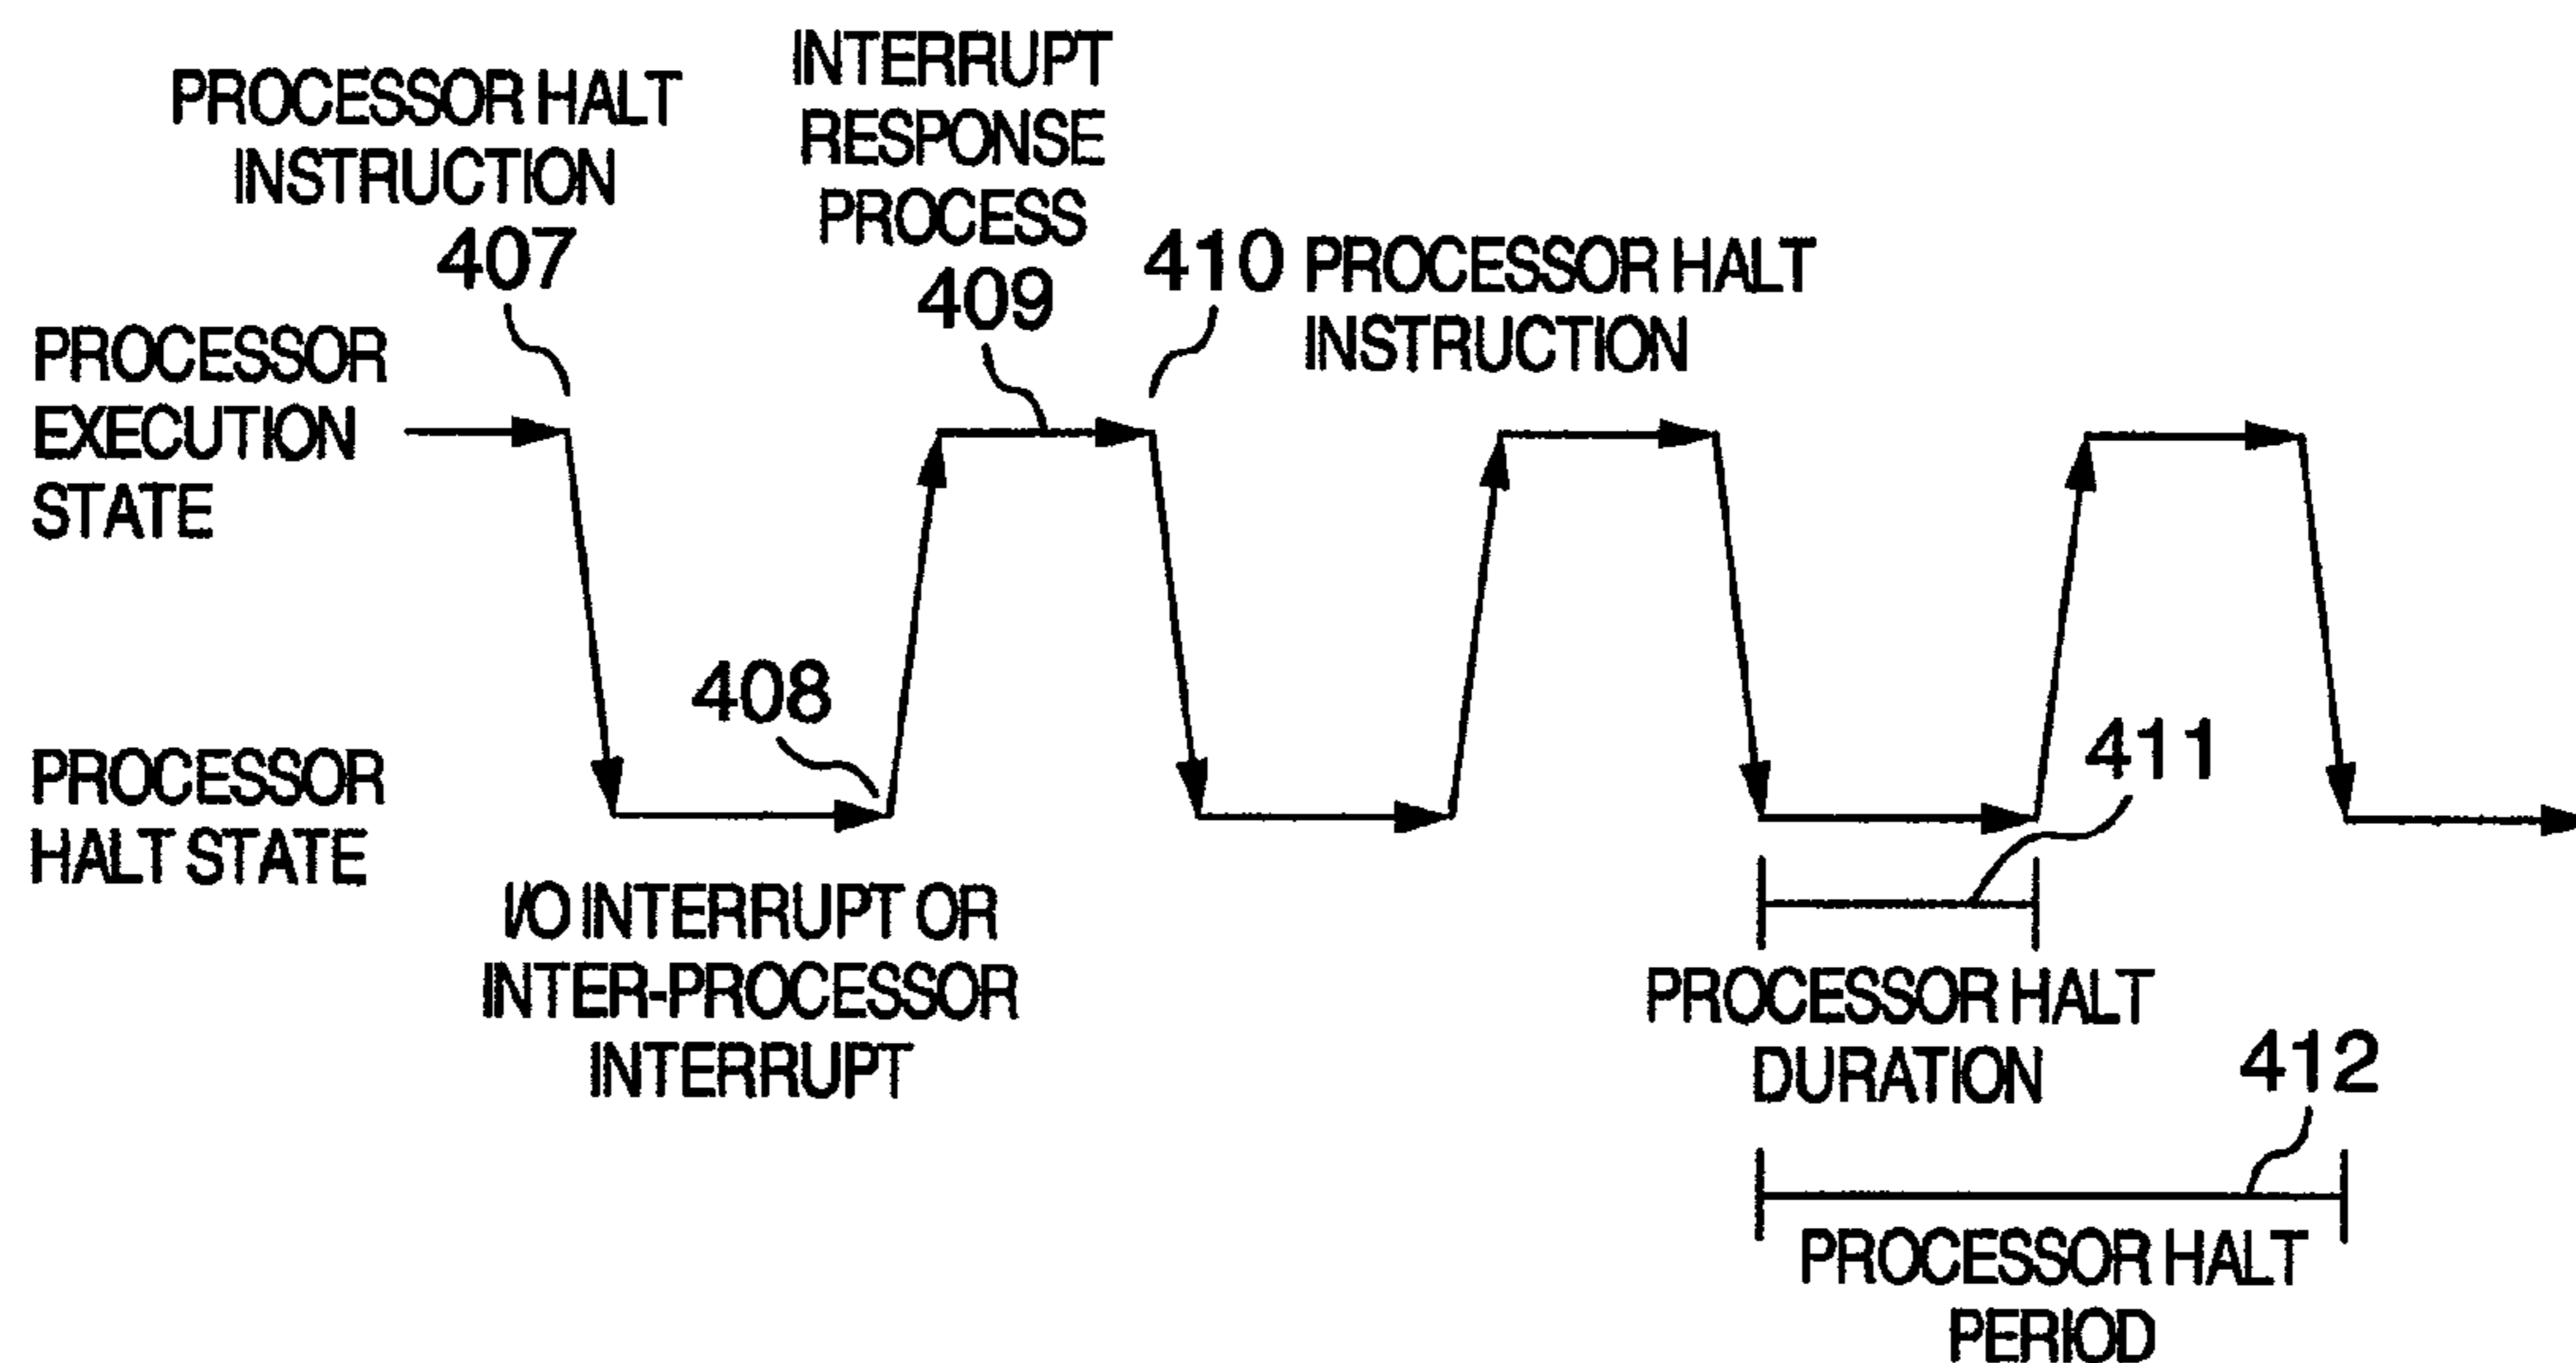 PROCESSOR HALT
INSTRUCTION
407
INTERRUPT
RESPONSE
PROCESS
409
410 PROCESSOR HALT
INSTRUCTION
PROCESSOR
EXECUTION
STATE
408
411
PROCESSOR
HALT STATE
I/O INTERRUPT OR
INTER-PROCESSOR
INTERRUPT
PROCESSOR HALT
DURATION
412
PROCESSOR HALT
PERIOD